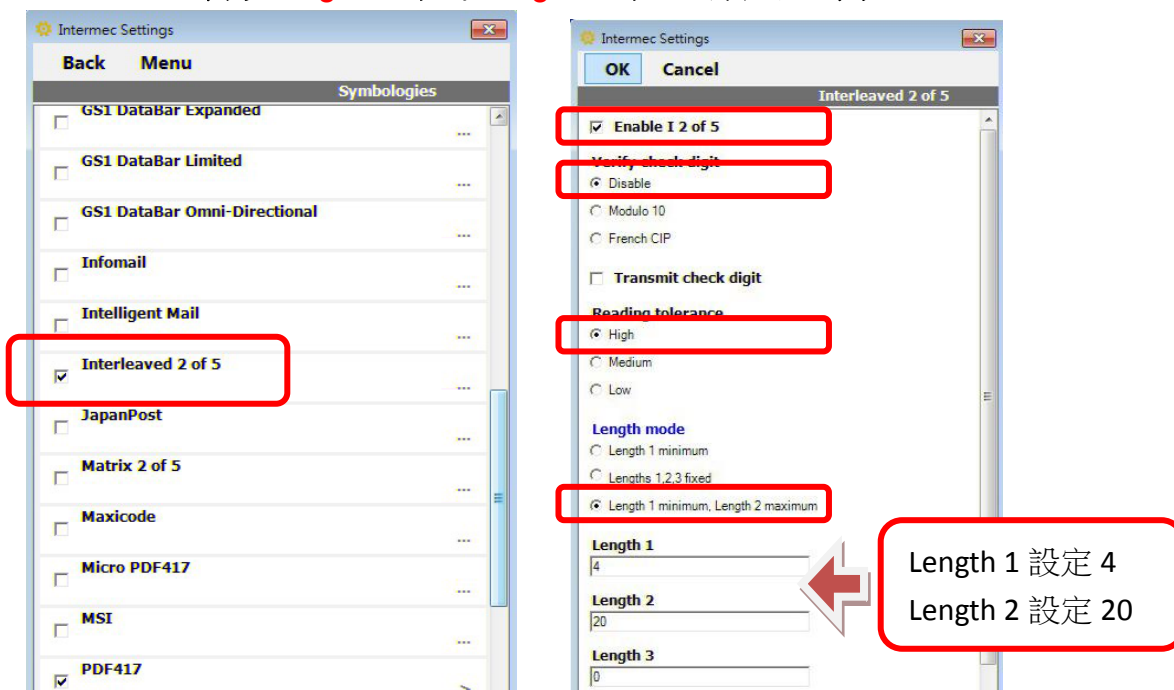 Intermec Settings
Back Menu
Symbologies
GS1 DataBar Expanded
...
GS1 DataBar Limited
...
GS1 DataBar Omni-Directional
...
Infomail
...
Intelligent Mail
...
Interleaved 2 of 5
...
JapanPost
...
Matrix 2 of 5
...
Maxicode
...
Micro PDF417
...
MSI
...
PDF417
>
Intermec Settings
OK Cancel
Interleaved 2 of 5
Enable I 2 of 5
Verify check digit
Disable
Modulo 10
French CIP
Transmit check digit
Reading tolerance
High
Medium
Low
Length mode
Length 1 minimum
Lengths 1,2,3 fixed
Length 1 minimum, Length 2 maximum
Length 1
4
Length 2
20
Length 3
0
Length 1 設定 4
Length 2 設定 20